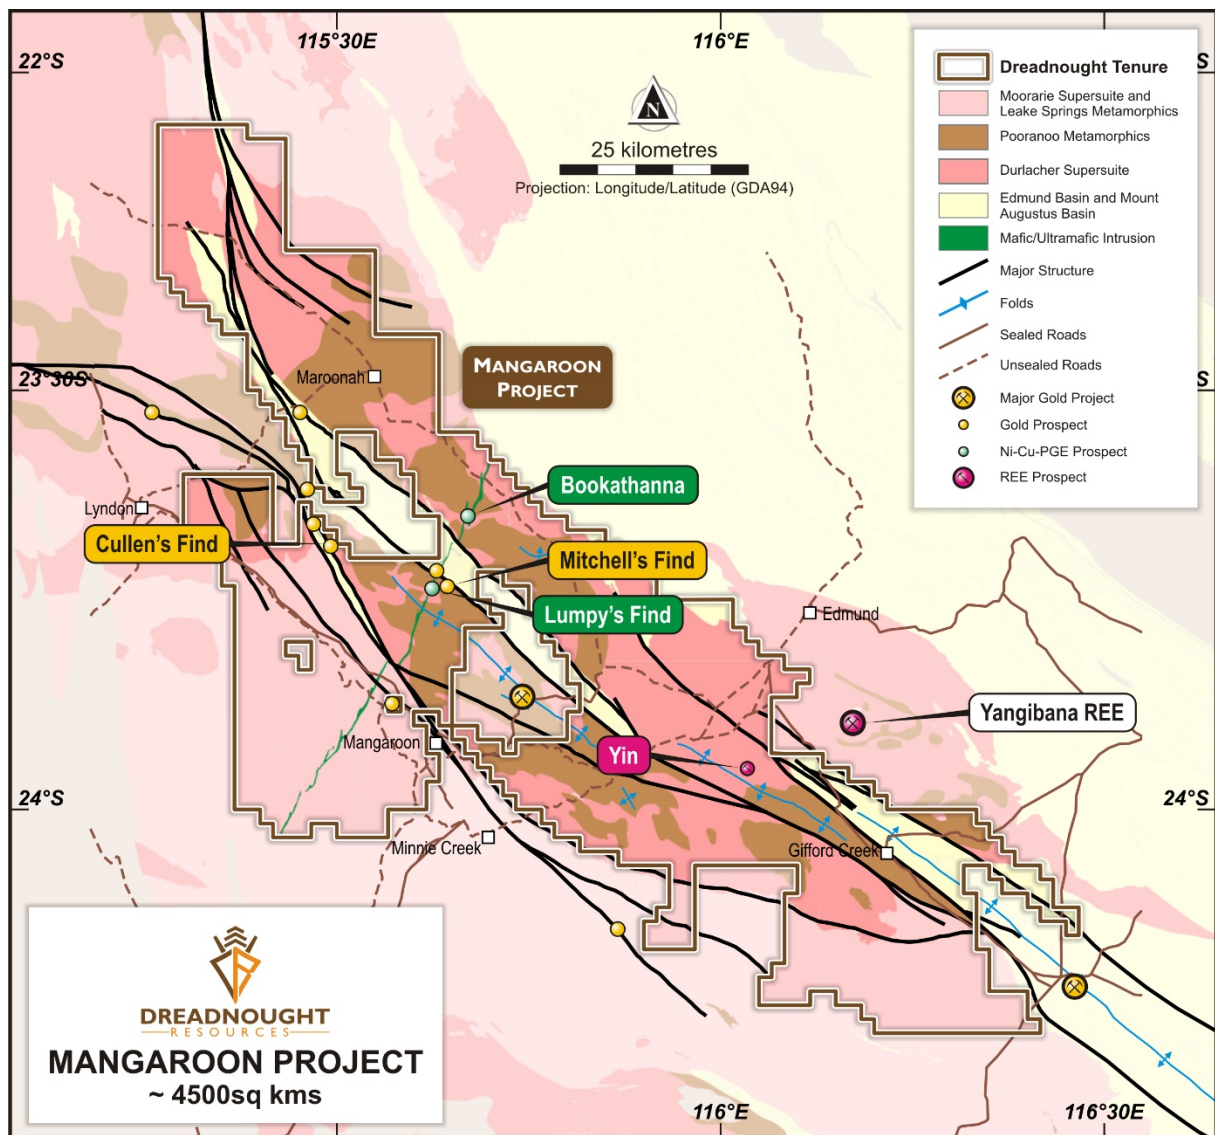 115°30'E
116°E
22°S
S
N
25 kilometres
Projection: Longitude/Latitude (GDA94)
Dreadnought Tenure
Moorarie Supersuite and
Leake Springs Metamorphics
Pooranoo Metamorphics
Durlacher Supersuite
Edmund Basin and Mount
Augustus Basin
Mafic/Ultramafic Intrusion
Major Structure
Folds
Sealed Roads
Unsealed Roads
Major Gold Project
Gold Prospect
Ni-Cu-PGE Prospect
REE Prospect
Maroonah
MANGAROON
PROJECT
23°30'S
S
Bookathanna
Lyndon
Cullen's Find
Mitchell's Find
Lumpy's Find
Edmund
Yangibana REE
Mangaroon
Yin
24°S
24°S
Minnie Creek
Gifford Creek
DREADNOUGHT
RESOURCES
MANGAROON PROJECT
~ 4500sq kms
116°E
116°30'E